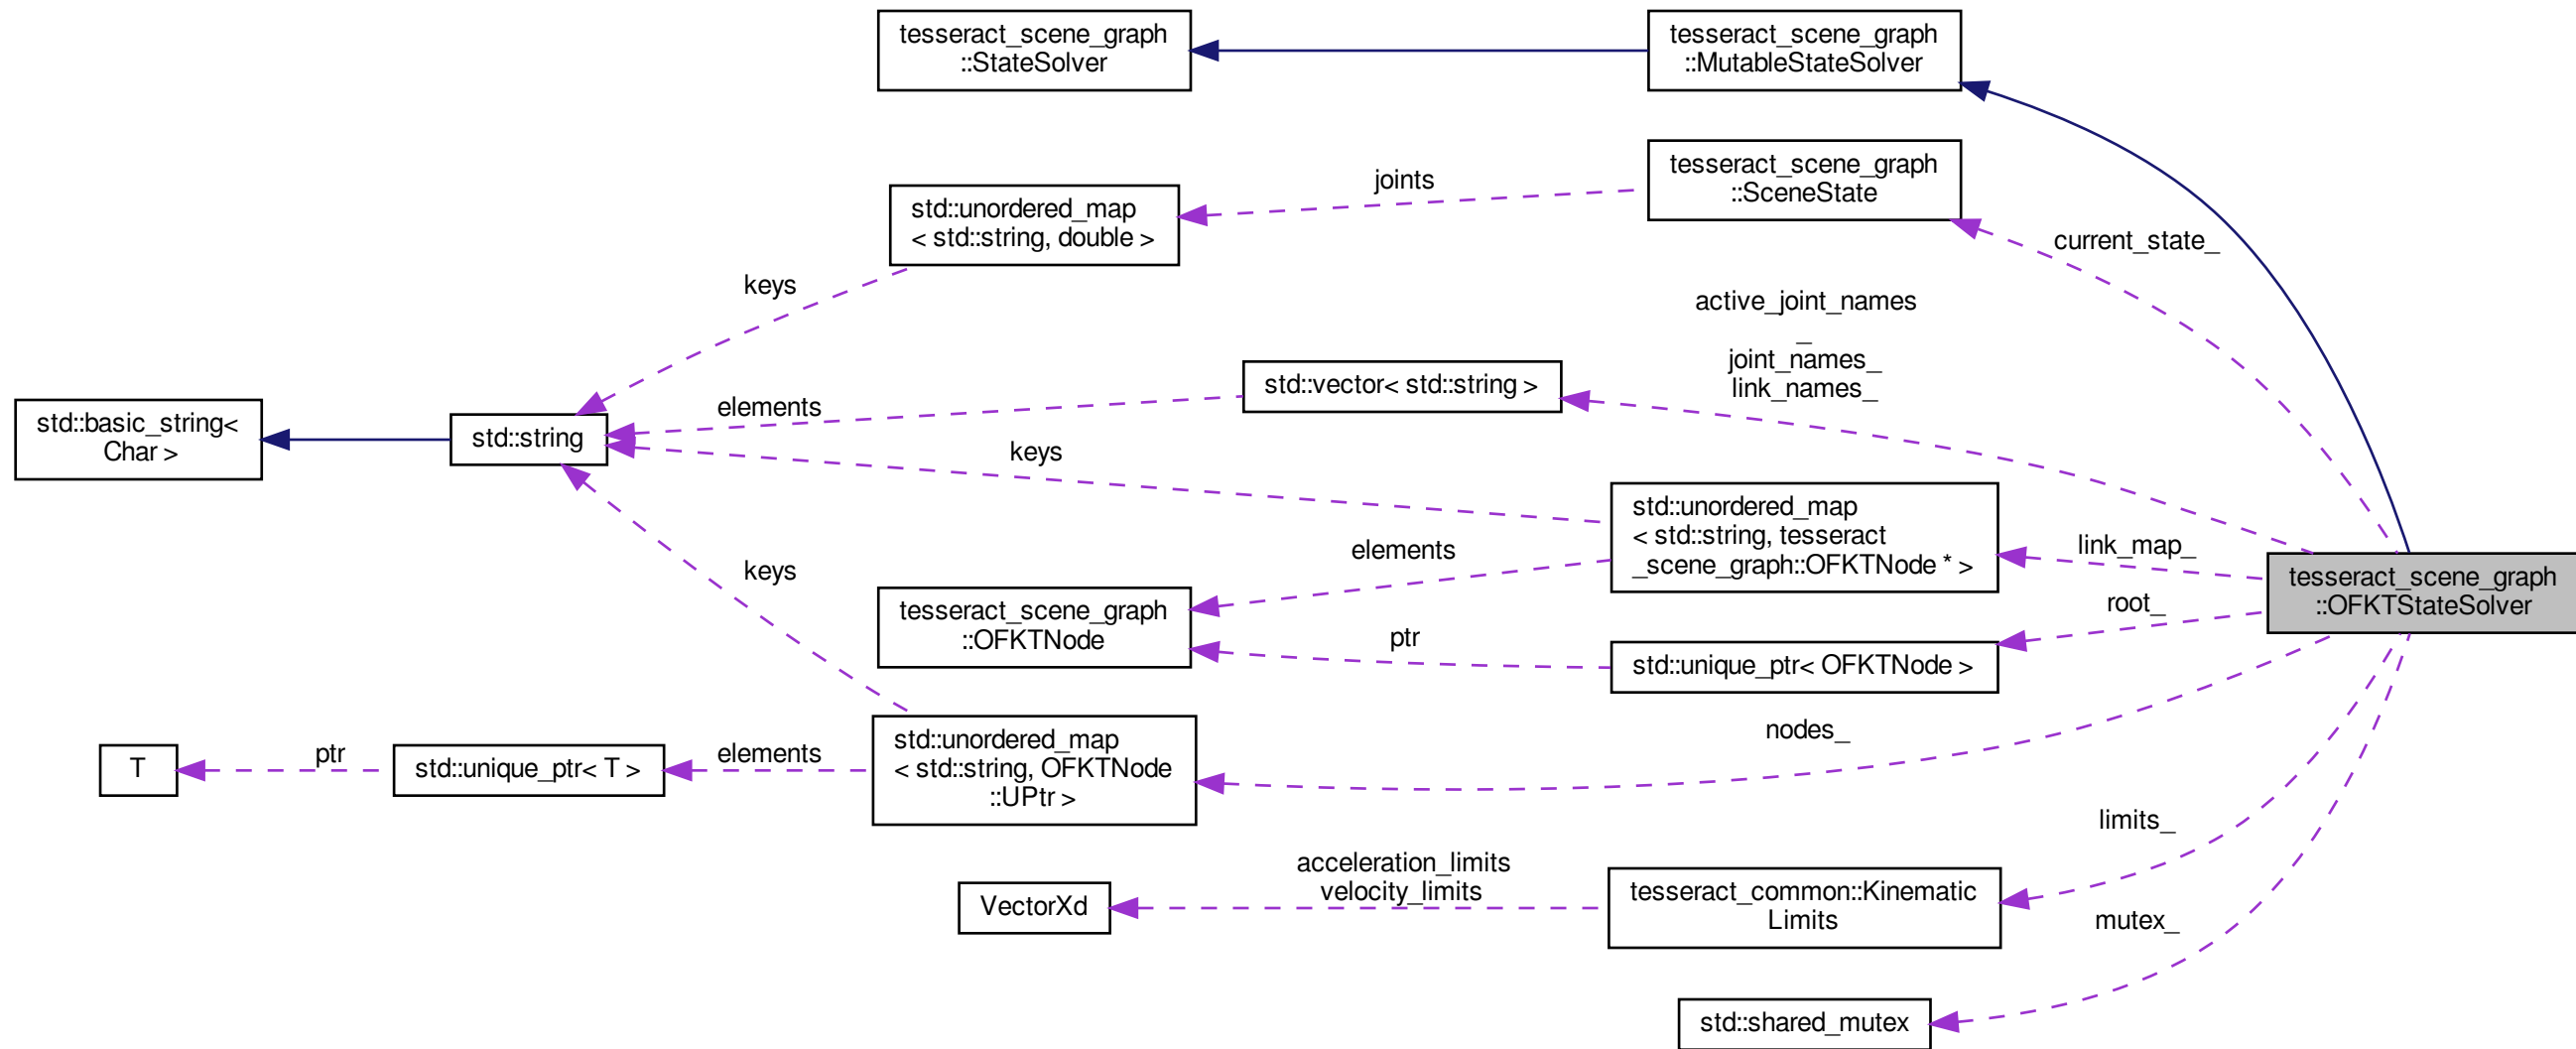 tesseract_scene_graph
::StateSolver
tesseract_scene_graph
::MutableStateSolver
tesseract_scene_graph
::SceneState
joints
std::unordered_map
< std::string, double >
current_state_
keys
active_joint_names
_
joint_names_
link_names_
std::vector< std::string >
elements
std::basic_string<
Char >
std::string
keys
std::unordered_map
< std::string, tesseract
_scene_graph::OFKTNode * >
link_map_
elements
keys
tesseract_scene_graph
::OFKTStateSolver
tesseract_scene_graph
::OFKTNode
root_
ptr
std::unique_ptr< OFKTNode >
nodes_
std::unordered_map
< std::string, OFKTNode
::UPtr >
elements
std::unique_ptr< T >
ptr
T
limits_
acceleration_limits
velocity_limits
VectorXd
tesseract_common::Kinematic
Limits
mutex_
std::shared_mutex